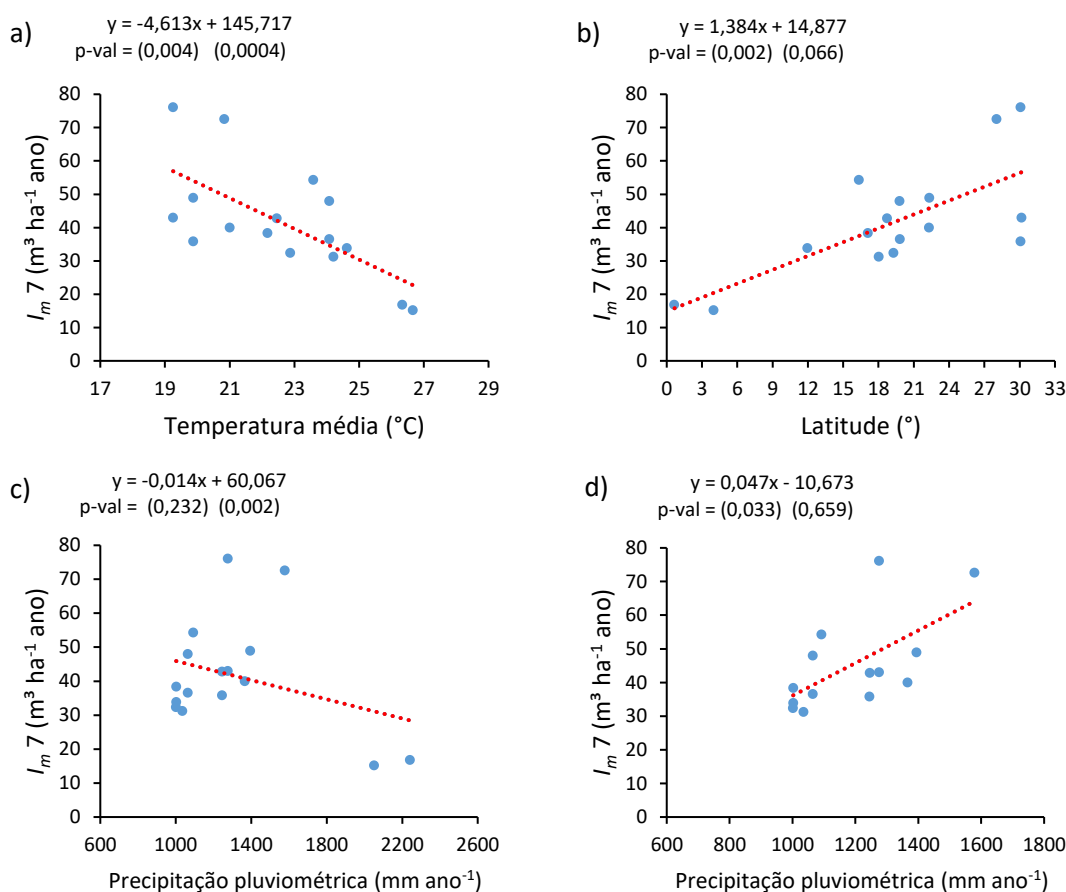 a)
y = -4,613x + 145,717
p-val = (0,004) (0,0004)
I_m 7 (m³ ha⁻¹ ano)
80
70
60
50
40
30
20
10
0
17 19 21 23 25 27 29
Temperatura média (°C)
b)
y = 1,384x + 14,877
p-val = (0,002) (0,066)
I_m 7 (m³ ha⁻¹ ano)
80
70
60
50
40
30
20
10
0
0 3 6 9 12 15 18 21 24 27 30 33
Latitude (°)
c)
y = -0,014x + 60,067
p-val = (0,232) (0,002)
I_m 7 (m³ ha⁻¹ ano)
80
70
60
50
40
30
20
10
0
600 1000 1400 1800 2200 2600
Precipitação pluviométrica (mm ano⁻¹)
d)
y = 0,047x - 10,673
p-val = (0,033) (0,659)
I_m 7 (m³ ha⁻¹ ano)
80
70
60
50
40
30
20
10
0
600 800 1000 1200 1400 1600 1800
Precipitação pluviométrica (mm ano⁻¹)